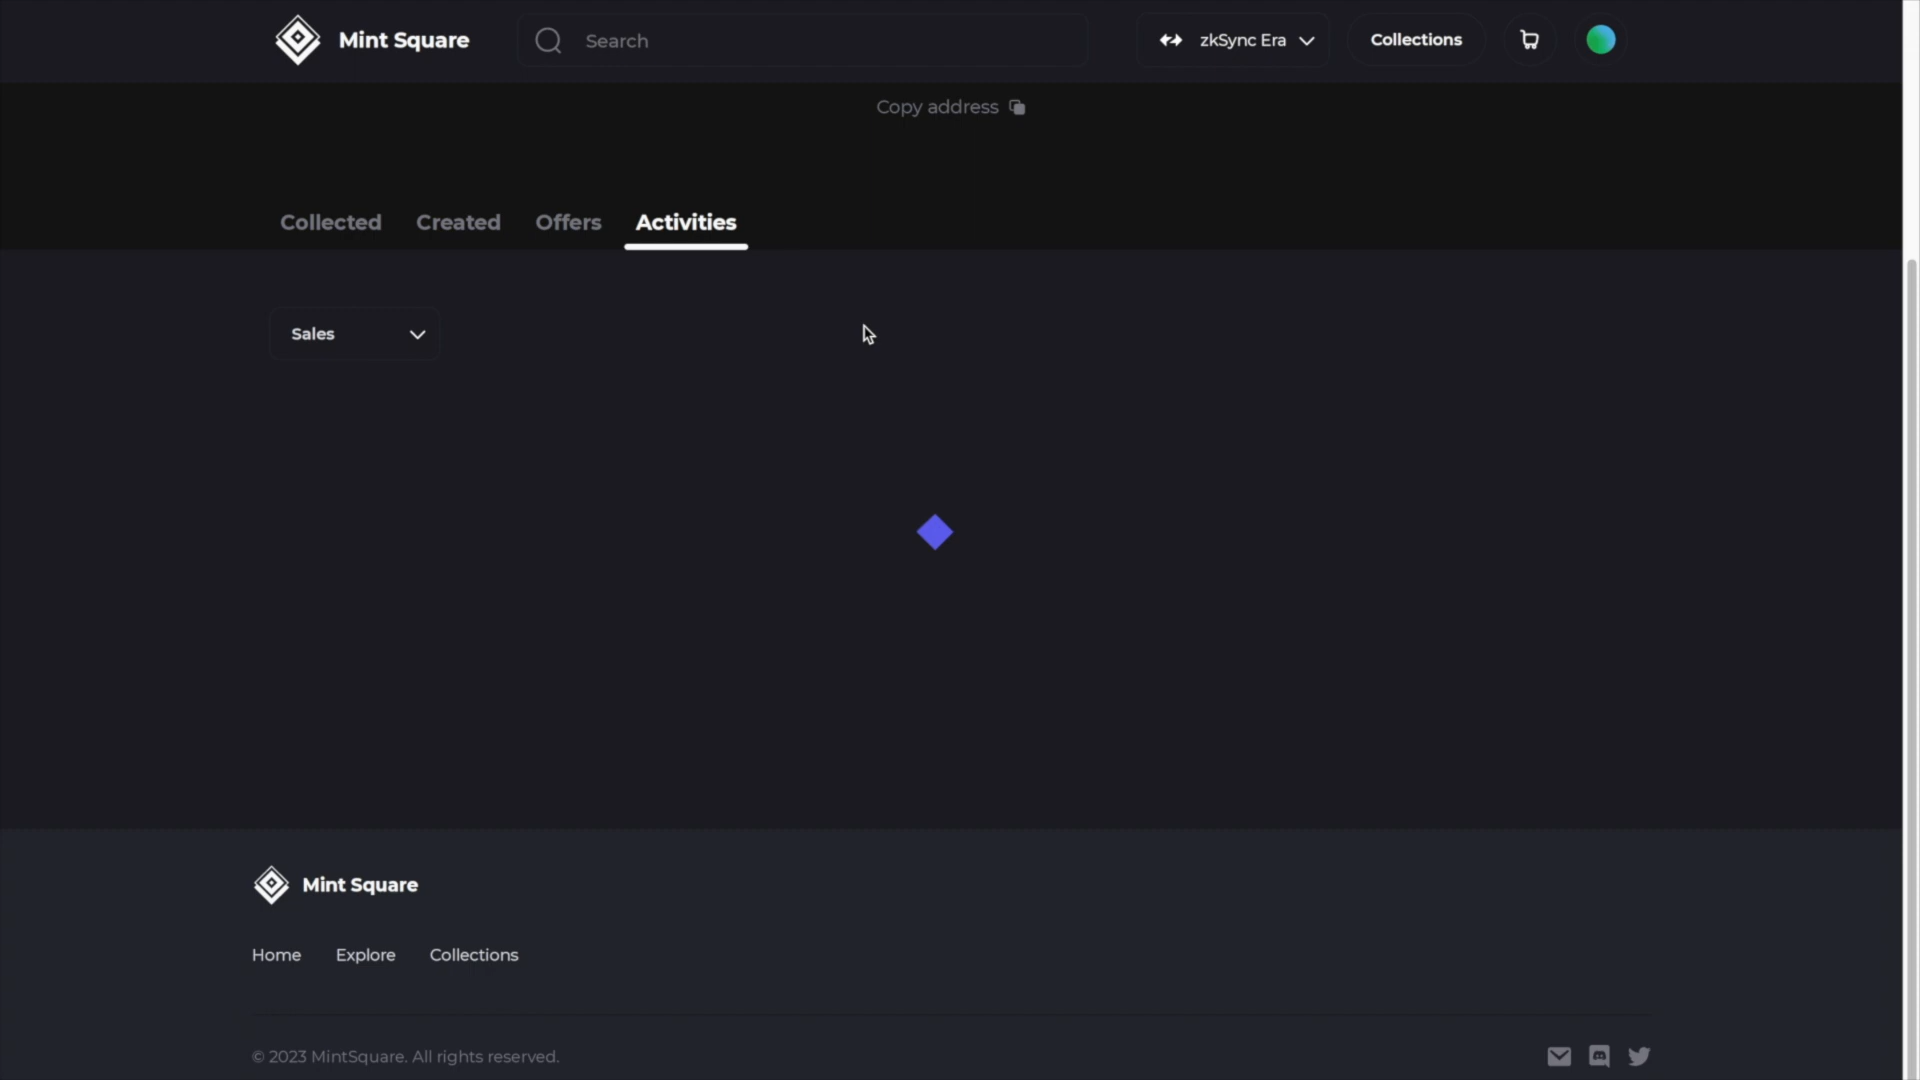 Mint Square
Search
zkSync Era
Collections
Copy address
Collected
Created
Offers
Activities
Sales
Mint Square
Home
Explore
Collections
© 2023 MintSquare. All rights reserved.